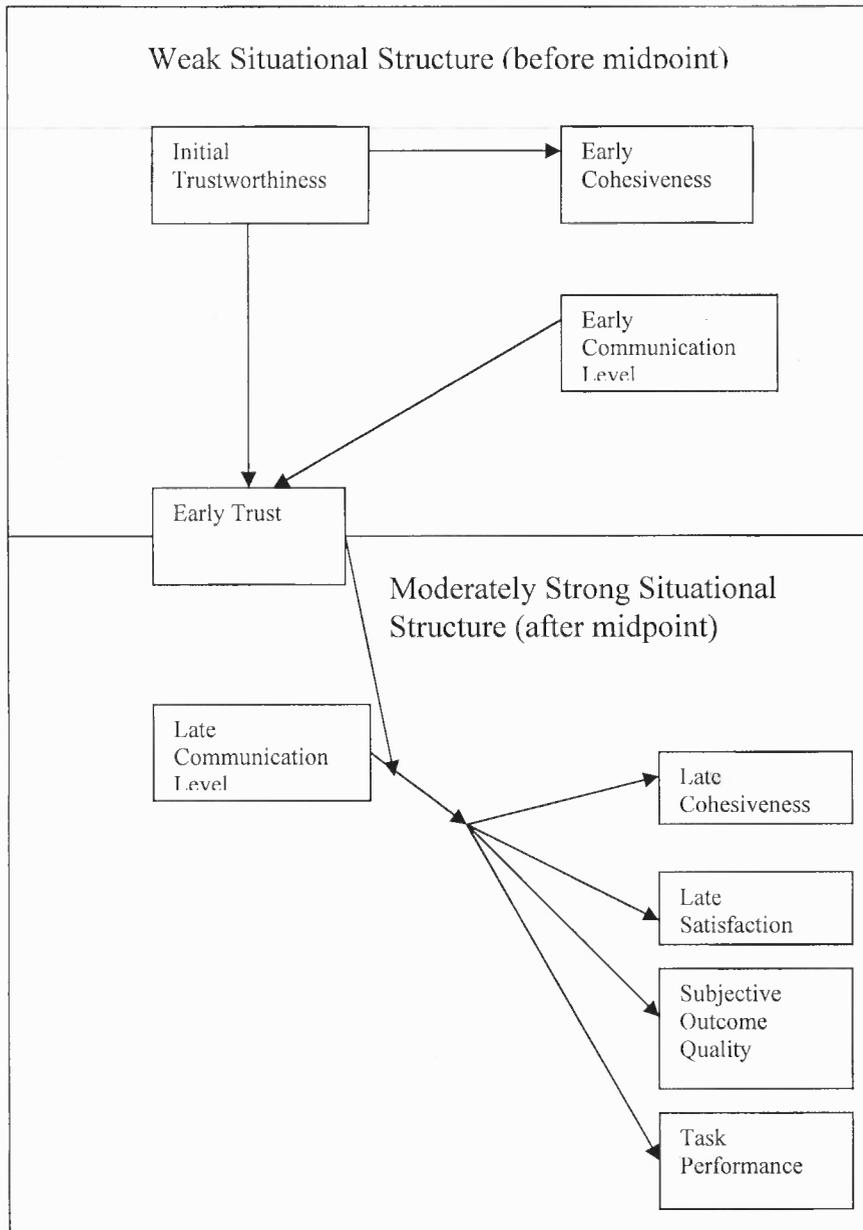 Weak Situational Structure (before midpoint)
Initial
Trustworthiness
Early
Cohesiveness
Early
Communication
Level
Early Trust
Moderately Strong Situational
Structure (after midpoint)
Late
Communication
Level
Late
Cohesiveness
Late
Satisfaction
Subjective
Outcome
Quality
Task
Performance